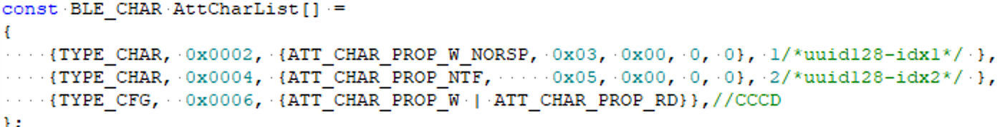 const BLE_CHAR AttCharList[] =
{
    {TYPE_CHAR, 0x0002, {ATT_CHAR_PROP_W_NORSP, 0x03, 0x00, 0, 0}, 1/*uuid128-idx1*/ },
    {TYPE_CHAR, 0x0004, {ATT_CHAR_PROP_NTF,     0x05, 0x00, 0, 0}, 2/*uuid128-idx2*/ },
    {TYPE_CFG,  0x0006, {ATT_CHAR_PROP_W | ATT_CHAR_PROP_RD}},//CCCD
};